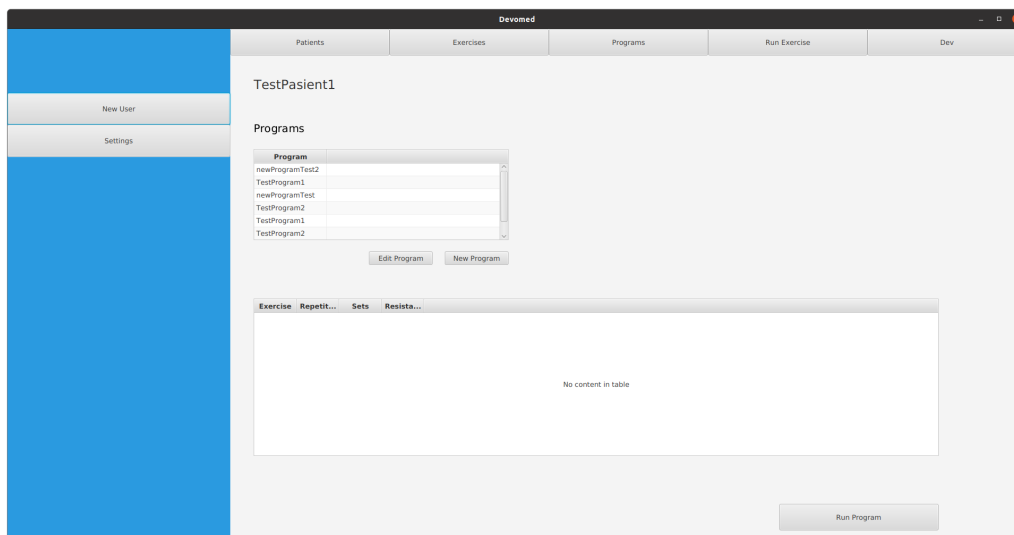 Devomed
Patients Exercises Programs Run Exercise Dev
TestPasient1
New User
Settings
Programs
Program
newProgramTest2
TestProgram1
newProgramTest
TestProgram2
TestProgram1
TestProgram2
Edit Program New Program
Exercise Repetit... Sets Resista...
No content in table
Run Program